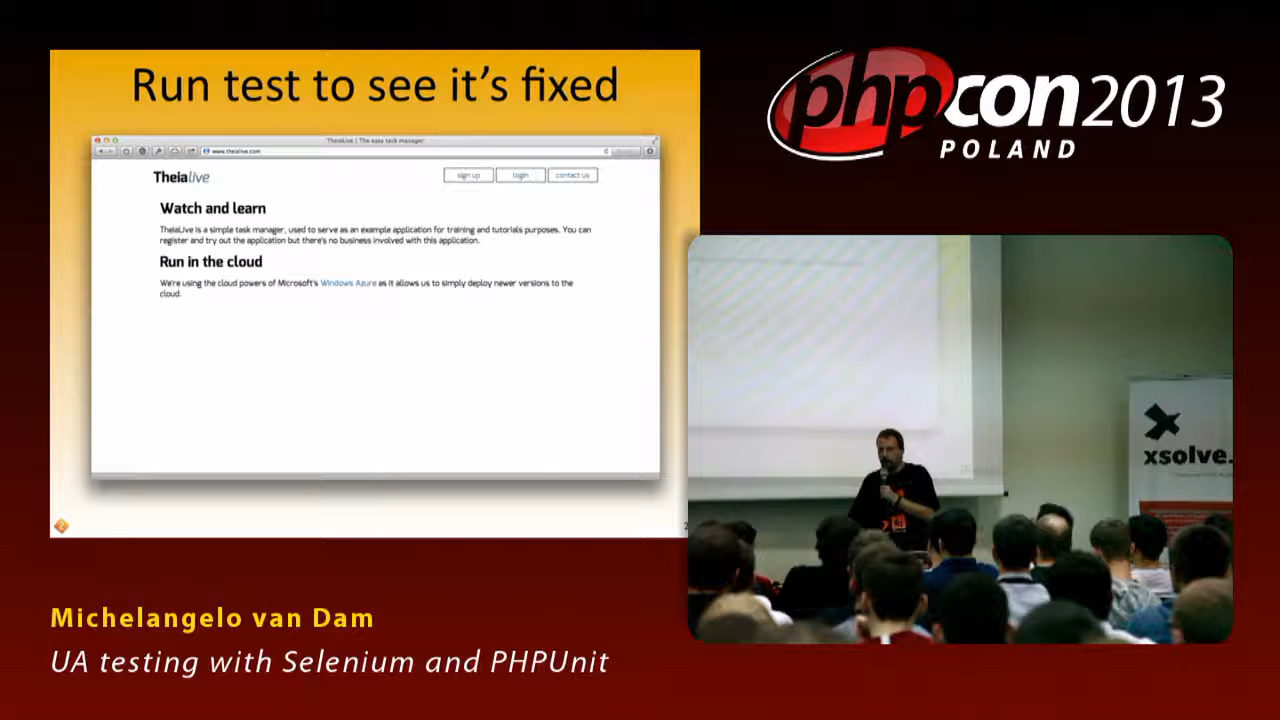 Run test to see it's fixed
TheiaLive | The easy task manager
www.theialive.com
Theialive
sign up
login
contact us
Watch and learn
TheiaLive is a simple task manager, used to serve as an example application for training and tutorials purposes. You can
register and try out the application but there's no business involved with this application.
Run in the cloud
We're using the cloud powers of Microsoft's Windows Azure as it allows us to simply deploy newer versions to the
cloud.
phpcon2013
POLAND
xsolve.
Michelangelo van Dam
UA testing with Selenium and PHPUnit